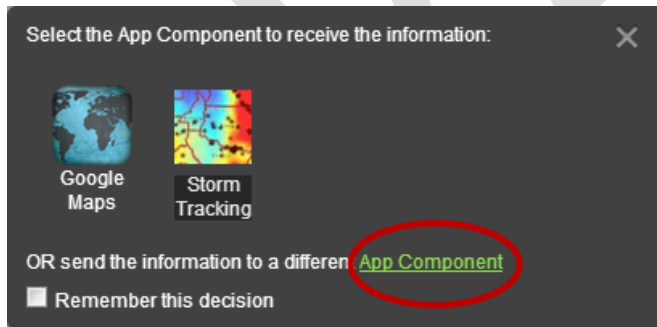 Select the App Component to receive the information:
Google
Maps
Storm
Tracking
OR send the information to a different App Component
Remember this decision